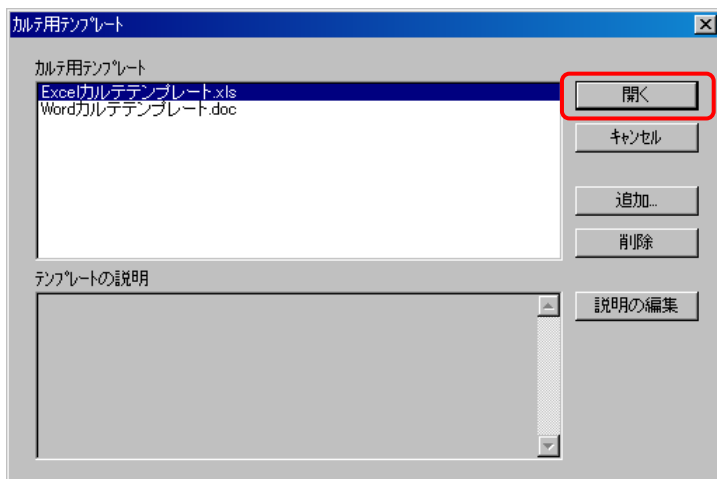 カルテ用テンプレート
カルテ用テンプレート
Excelカルテテンプレート.xls
Wordカルテテンプレート.doc
開く
キャンセル
追加...
削除
テンプレートの説明
説明の編集